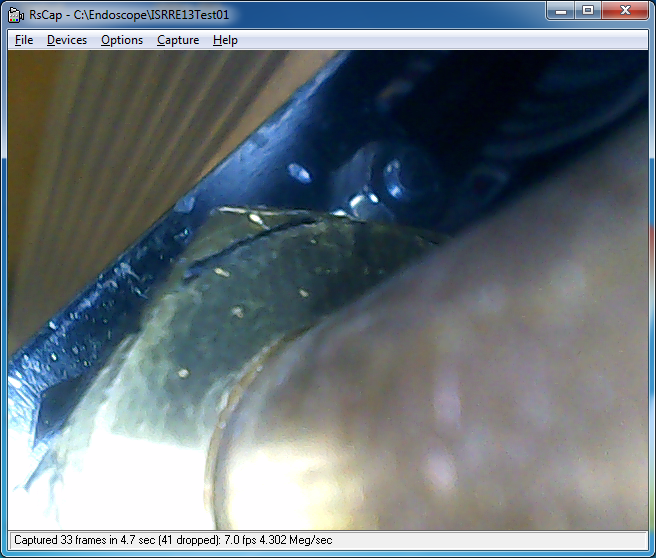 RsCap - C:\Endoscope\ISRRE13Test01
File Devices Options Capture Help
Captured 33 frames in 4.7 sec (41 dropped): 7.0 fps 4.302 Meg/sec